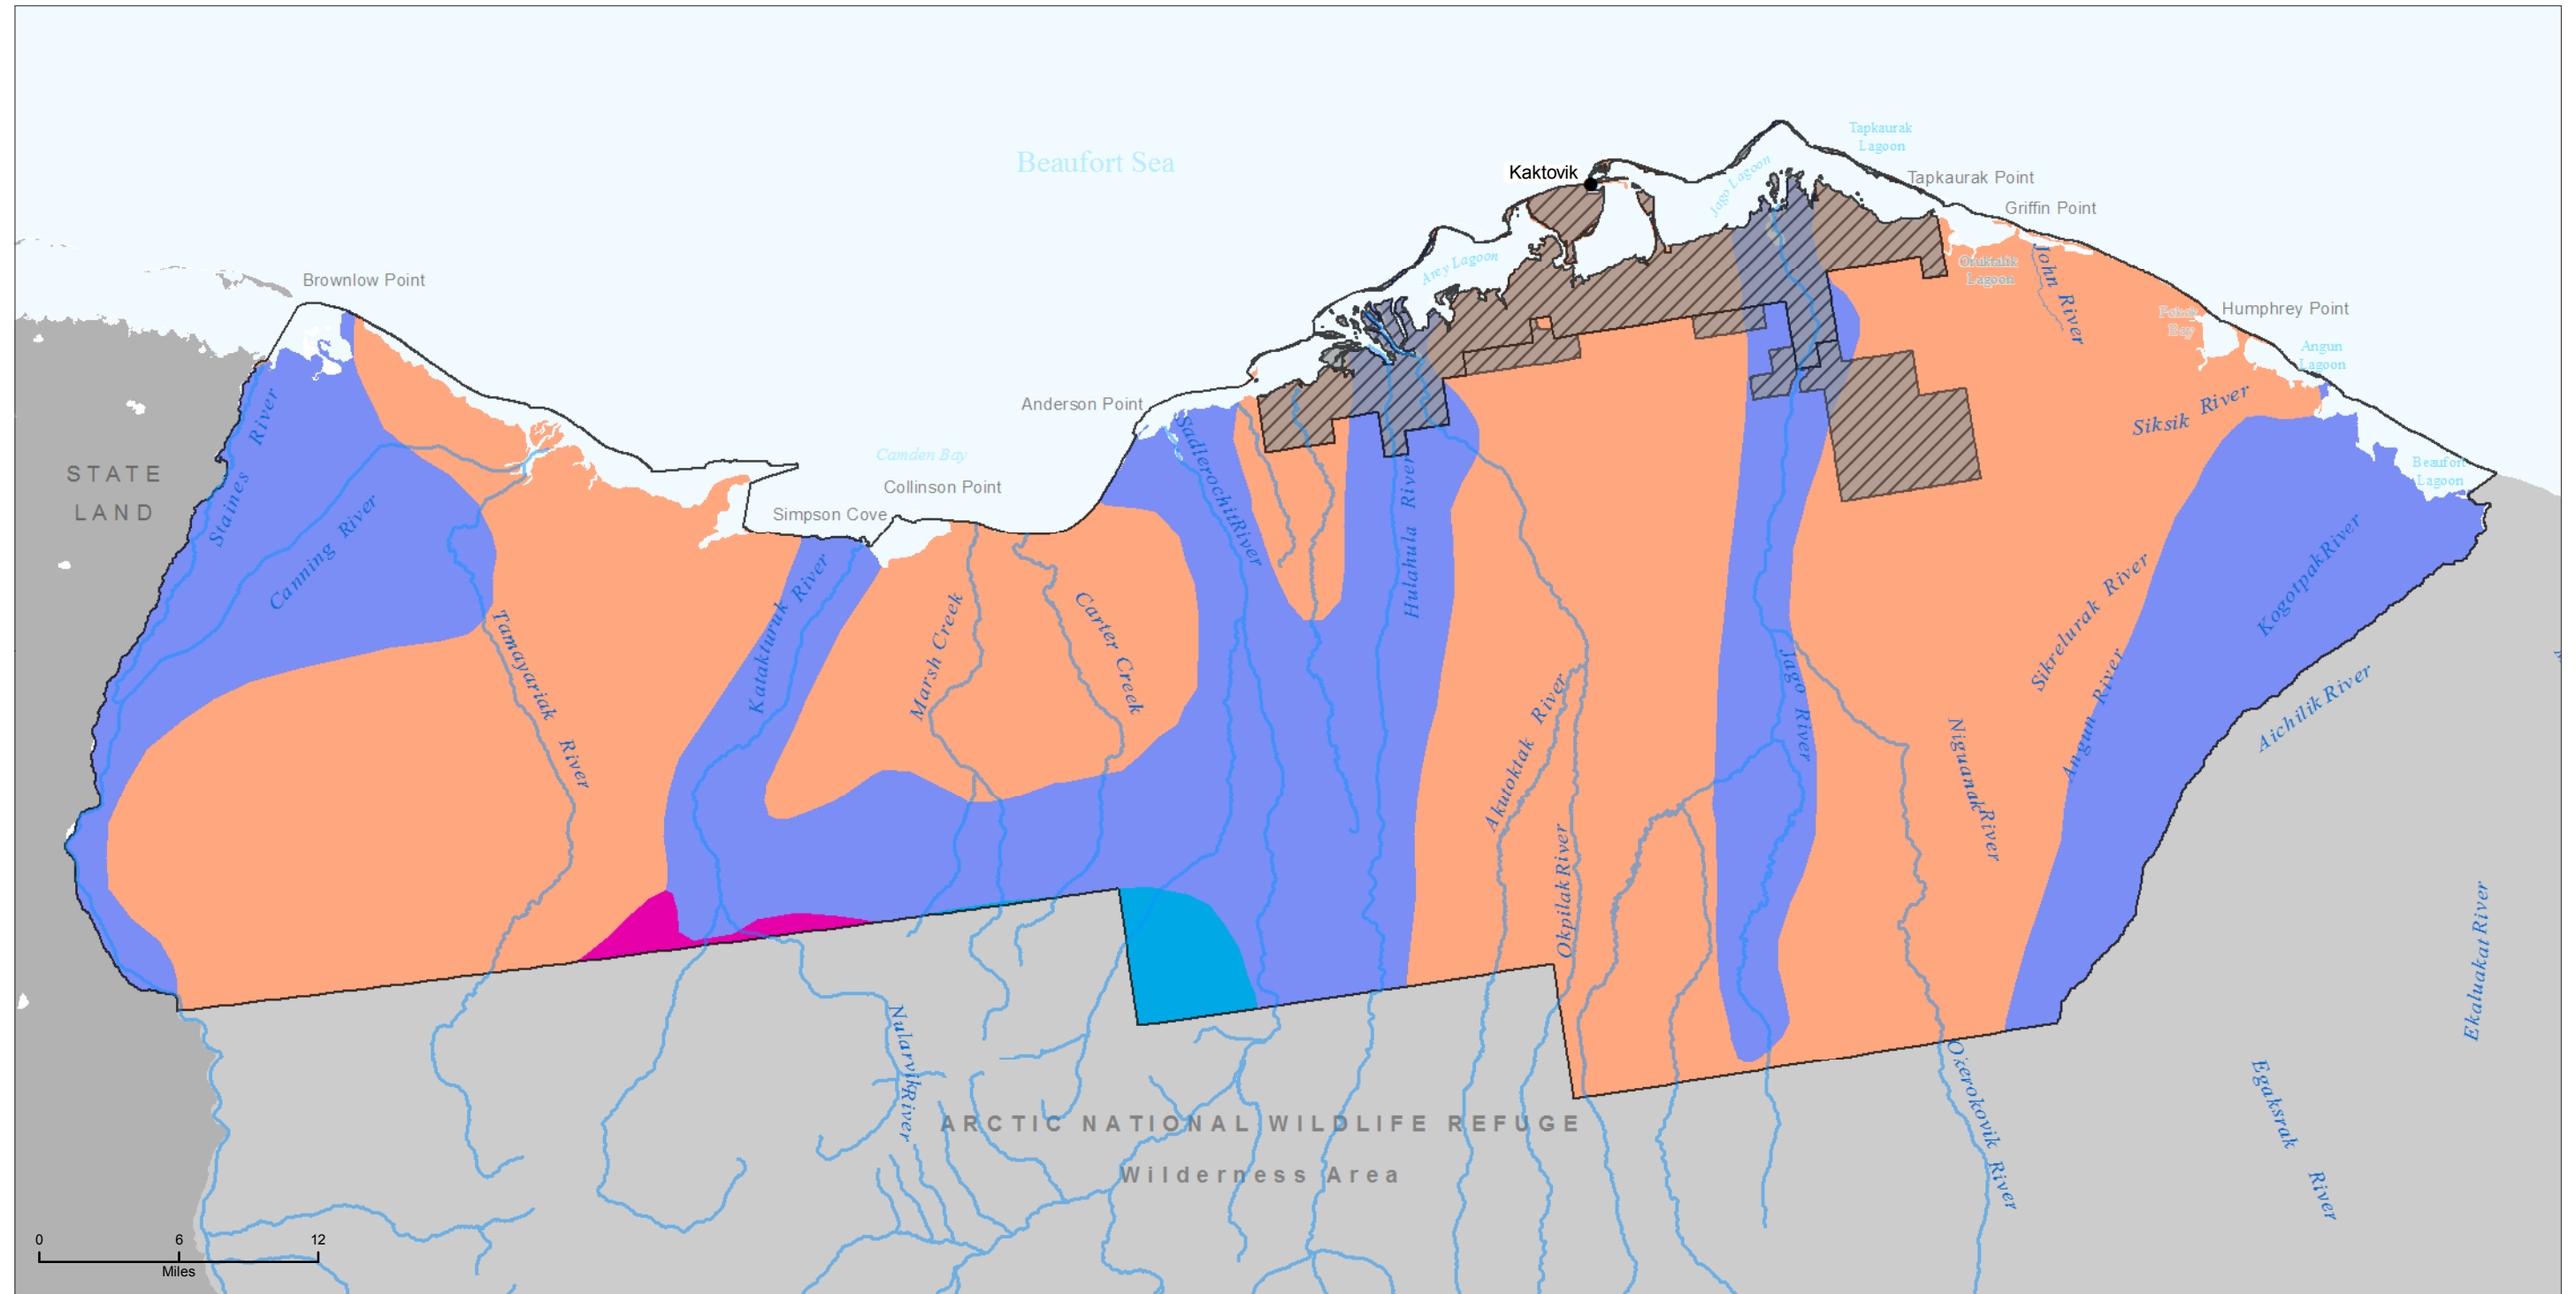 Beaufort Sea
Tapkaurak
Lagoon
Kaktovik
Jago Lagoon
Tapkaurak Point
Griffin Point
Arey Lagoon
Oruktalik
Lagoon
John River
Brownlow Point
Pokok
Bay
Humphrey Point
Angun
Lagoon
Anderson Point
Siksik River
Camden Bay
Collinson Point
Simpson Cove
STATE
LAND
Staines River
Canning River
Sadlerochit River
Hulahula River
Beaufort
Lagoon
Kogotpak River
Tamayariak River
Katakturuk River
Marsh Creek
Carter Creek
Akutoktak River
Okpilak River
Jago River
Niguanak River
Sikrelurak River
Angun River
Aichilik River
Ekaluakat River
Nularvik River
Okerokovik River
Egaksrak River
ARCTIC NATIONAL WILDLIFE REFUGE
Wilderness Area
0 6 12
Miles